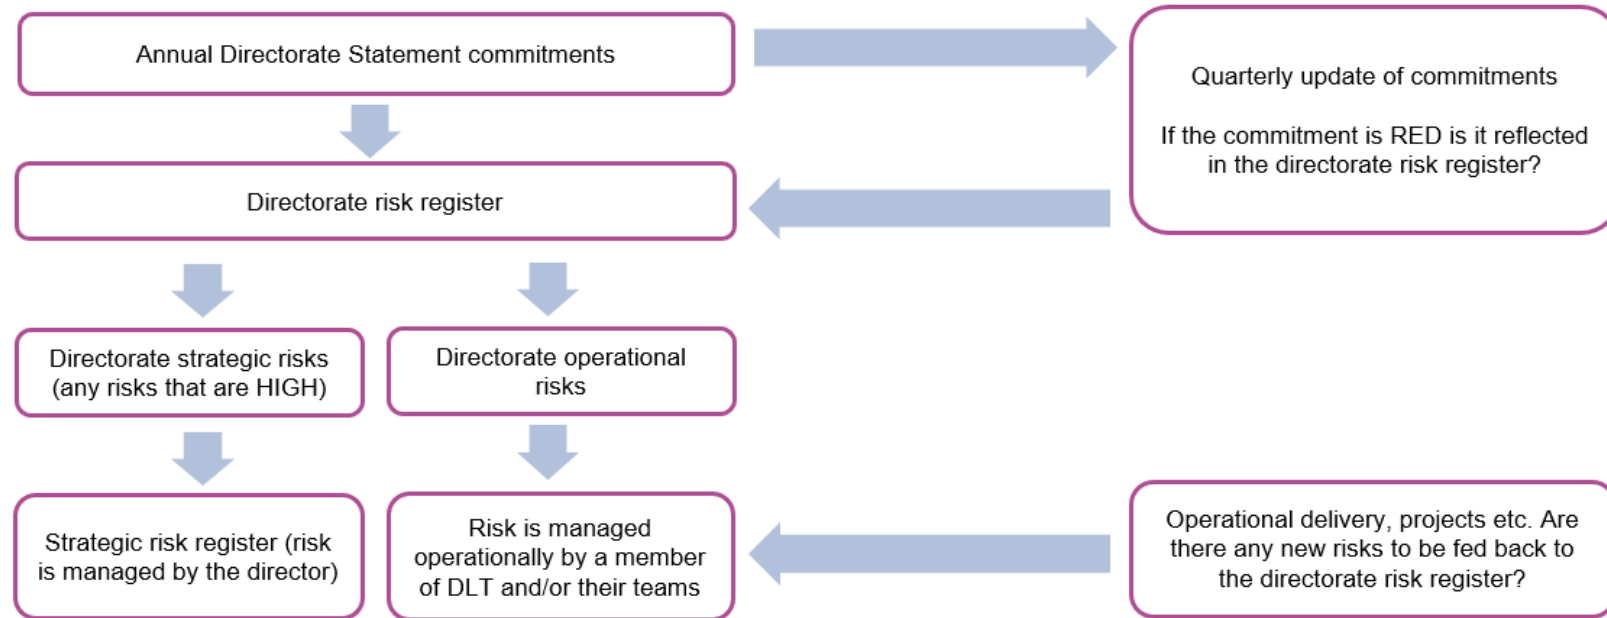 Annual Directorate Statement commitments
Quarterly update of commitments
If the commitment is RED is it reflected
in the directorate risk register?
Directorate risk register
Directorate strategic risks
(any risks that are HIGH)
Directorate operational
risks
Strategic risk register (risk
is managed by the director)
Risk is managed
operationally by a member
of DLT and/or their teams
Operational delivery, projects etc. Are
there any new risks to be fed back to
the directorate risk register?